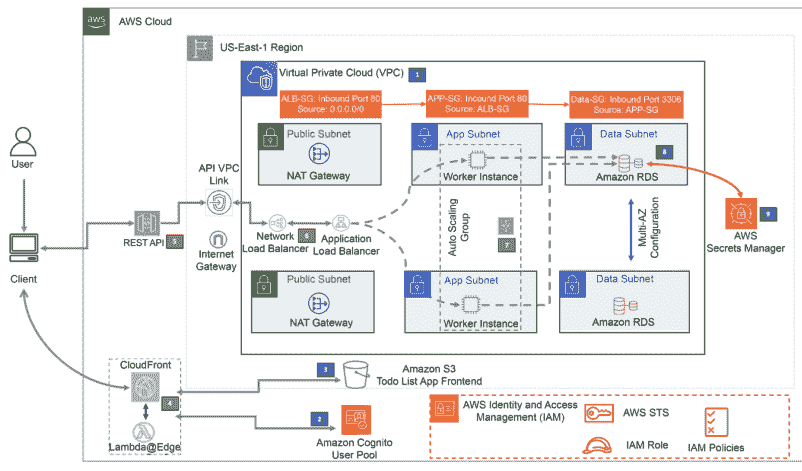 aws
AWS Cloud
US-East-1 Region
Virtual Private Cloud (VPC)
1
ALB-SG: Inbound Port 80
Source: 0.0.0.0/0
APP-SG: Incound Port 80
Source: ALB-SG
Data-SG: Inbound Port 3306
Source: APP-SG
Public Subnet
NAT Gateway
App Subnet
Worker Instance
Data Subnet
8
Amazon RDS
User
API VPC
Link
REST API
5
Client
Internet
Gateway
Network
Load Balancer
6
Application
Load Balancer
Auto Scaling
Group
7
Multi-AZ
Configuration
9
AWS
Secrets Manager
Public Subnet
NAT Gateway
App Subnet
Worker Instance
Data Subnet
Amazon RDS
CloudFront
4
Lambda@Edge
3
Amazon S3
Todo List App Frontend
2
Amazon Cognito
User Pool
AWS Identity and Access
Management (IAM)
AWS STS
IAM Role
IAM Policies